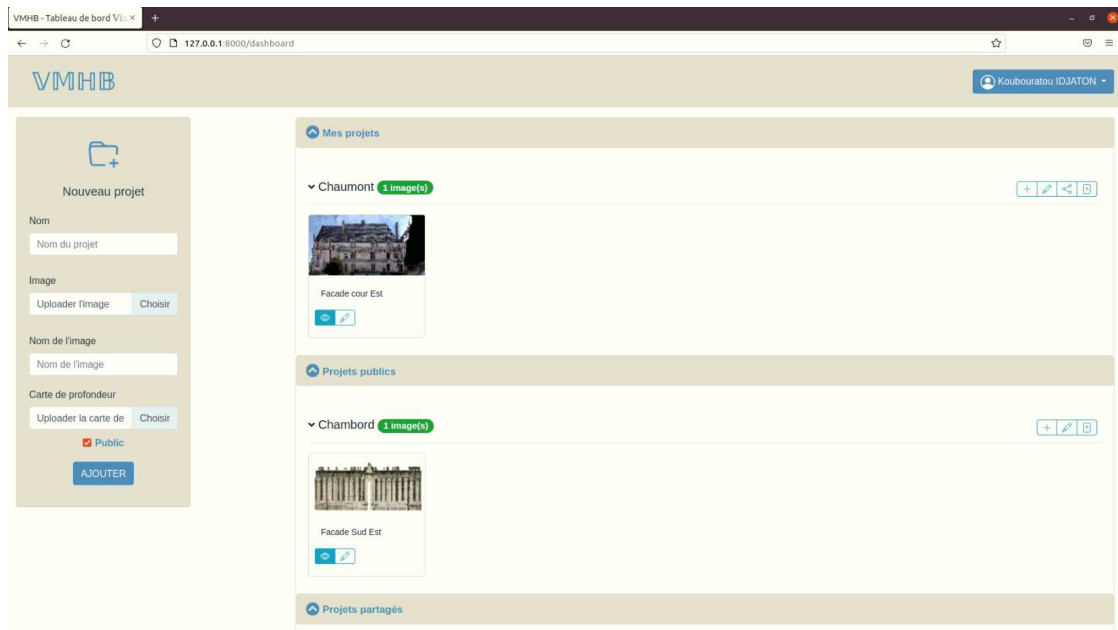 VMHB - Tableau de bord
127.0.0.1:8000/dashboard
VMHB
Koubouratou IDJATON
Nouveau projet
Nom
Nom du projet
Image
Uploader l'image
Choisir
Nom de l'image
Nom de l'image
Carte de profondeur
Uploader la carte de
Choisir
Public
AJOUTER
Mes projets
Chaumont 1 image(s)
Facade cour Est
Projets publics
Chambord 1 image(s)
Facade Sud Est
Projets partagés